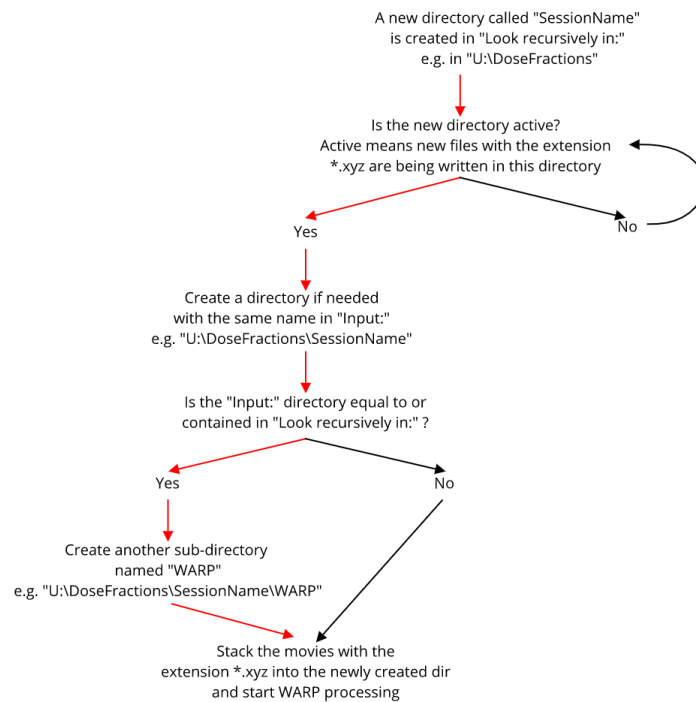 A new directory called "SessionName"
is created in "Look recursively in:"
e.g. in "U:\DoseFractions"
Is the new directory active?
Active means new files with the extension
*.xyz are being written in this directory
Yes
No
Create a directory if needed
with the same name in "Input:"
e.g. "U:\DoseFractions\SessionName"
Is the "Input:" directory equal to or
contained in "Look recursively in:" ?
Yes
No
Create another sub-directory
named "WARP"
e.g. "U:\DoseFractions\SessionName\WARP"
Stack the movies with the
extension *.xyz into the newly created dir
and start WARP processing